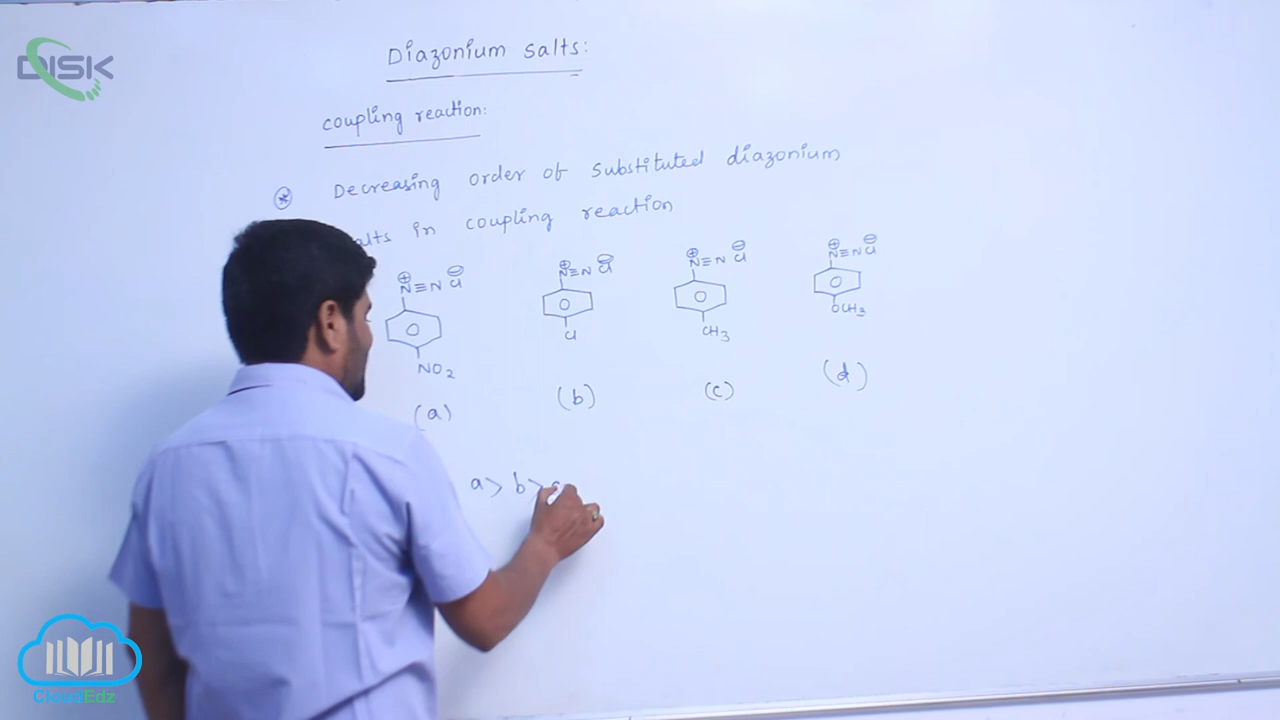 DISK
Diazonium salts:
coupling reaction:
* Decreasing order of substituted diazonium
salts in coupling reaction
⊕ N≡N Cl ⊖
⊕ N≡N Cl ⊖
⊕ N≡N Cl ⊖
⊕ N≡N Cl ⊖
NO2
Cl
CH3
OCH3
(a)
(b)
(c)
(d)
a > b >
CloudEdz